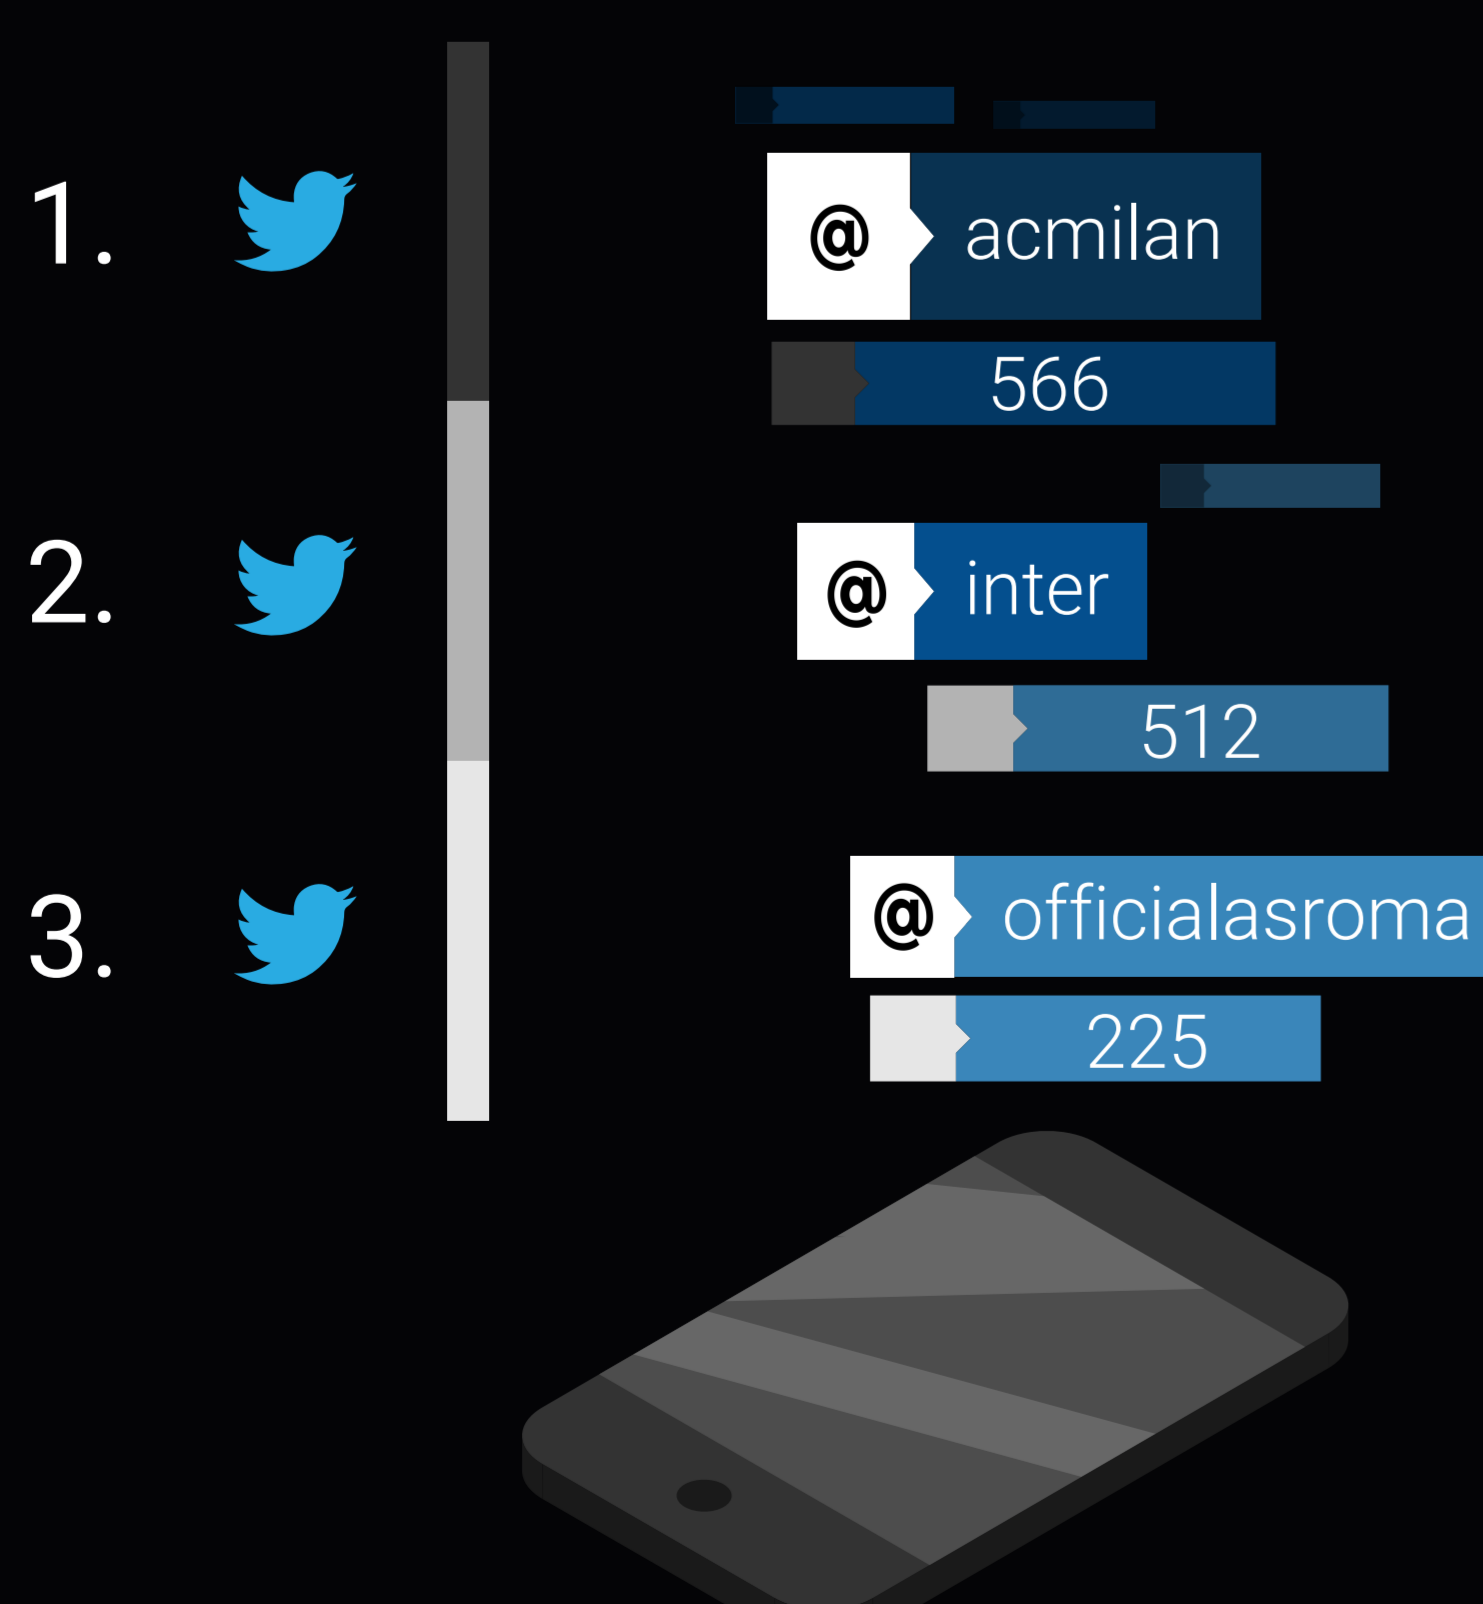 1.
@ acmilan
566
2.
@ inter
512
3.
@ officialasroma
225